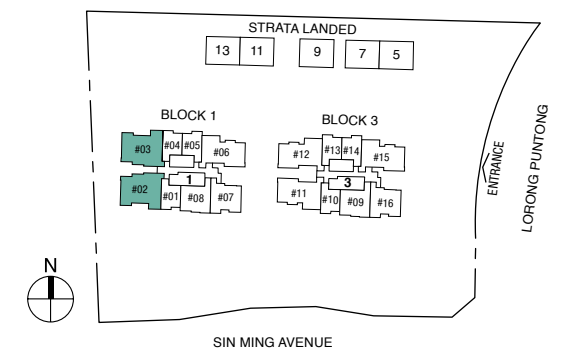 STRATA LANDED
13 11 9 7 5
BLOCK 1
#03 #04 #05 #06
1
#02 #01 #08 #07
BLOCK 3
#12 #13 #14 #15
3
#11 #10 #09 #16
ENTRANCE
LORONG PUNTONG
N
SIN MING AVENUE